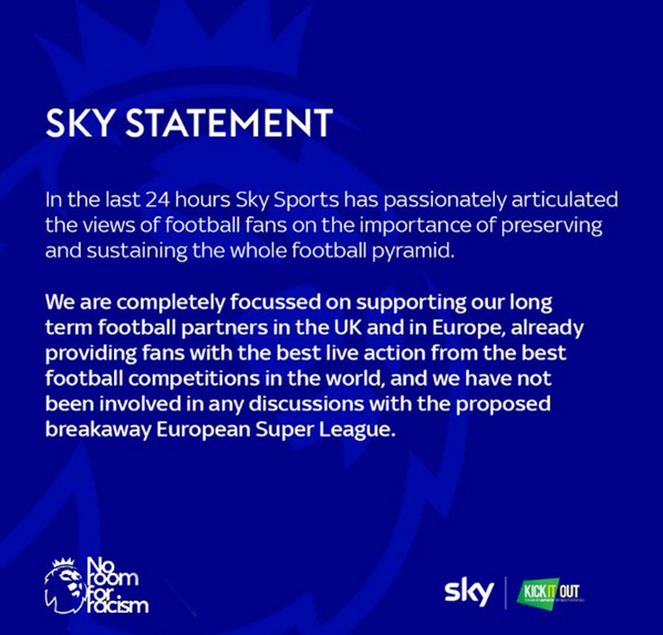 SKY STATEMENT
In the last 24 hours Sky Sports has passionately articulated
the views of football fans on the importance of preserving
and sustaining the whole football pyramid.
We are completely focussed on supporting our long
term football partners in the UK and in Europe, already
providing fans with the best live action from the best
football competitions in the world, and we have not
been involved in any discussions with the proposed
breakaway European Super League.
No
room
for
racism
sky
KICK IT OUT